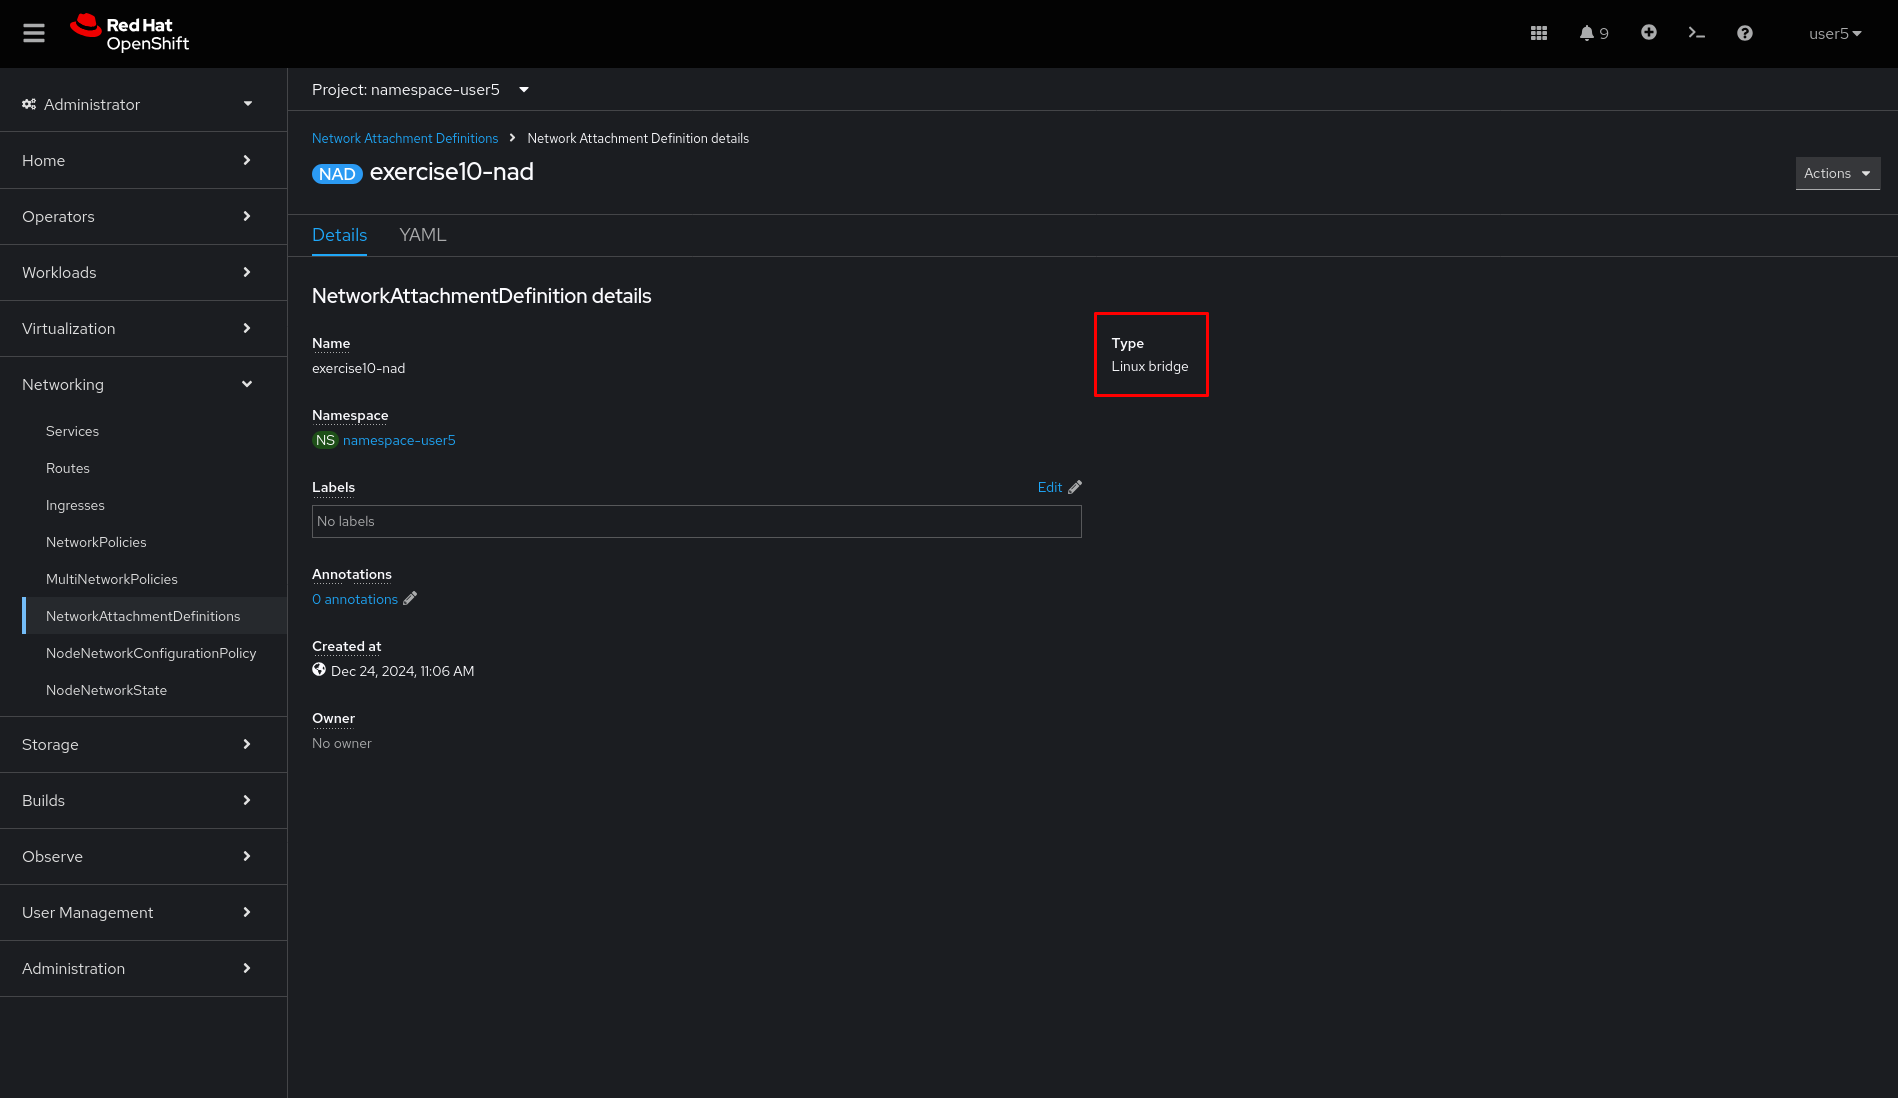 Red Hat
OpenShift
9
user5
Administrator
Home
Operators
Workloads
Virtualization
Networking
Services
Routes
Ingresses
NetworkPolicies
MultiNetworkPolicies
NetworkAttachmentDefinitions
NodeNetworkConfigurationPolicy
NodeNetworkState
Storage
Builds
Observe
User Management
Administration
Project: namespace-user5
Network Attachment Definitions > Network Attachment Definition details
NAD exercise10-nad
Actions
Details YAML
NetworkAttachmentDefinition details
Name
exercise10-nad
Namespace
NS namespace-user5
Labels Edit
No labels
Annotations
0 annotations
Created at
Dec 24, 2024, 11:06 AM
Owner
No owner
Type
Linux bridge